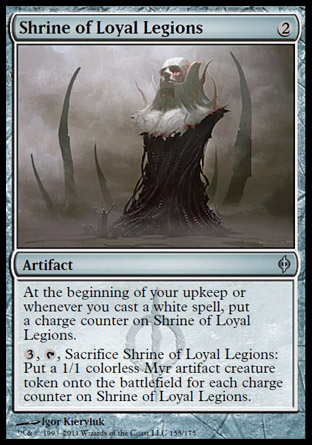 Shrine of Loyal Legions 2
Artifact
At the beginning of your upkeep or
whenever you cast a white spell, put
a charge counter on Shrine of Loyal
Legions.
3, , Sacrifice Shrine of Loyal Legions:
Put a 1/1 colorless Myr artifact creature
token onto the battlefield for each charge
counter on Shrine of Loyal Legions.
Igor Kieryluk
™ & © 1993–2011 Wizards of the Coast LLC 155/175